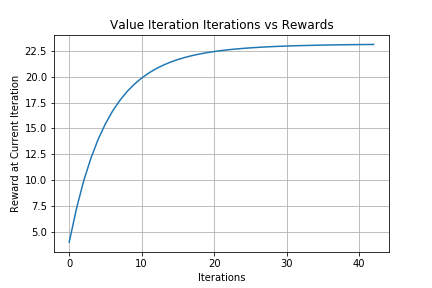 Value Iteration Iterations vs Rewards
Reward at Current Iteration
22.5
20.0
17.5
15.0
12.5
10.0
7.5
5.0
0 10 20 30 40
Iterations